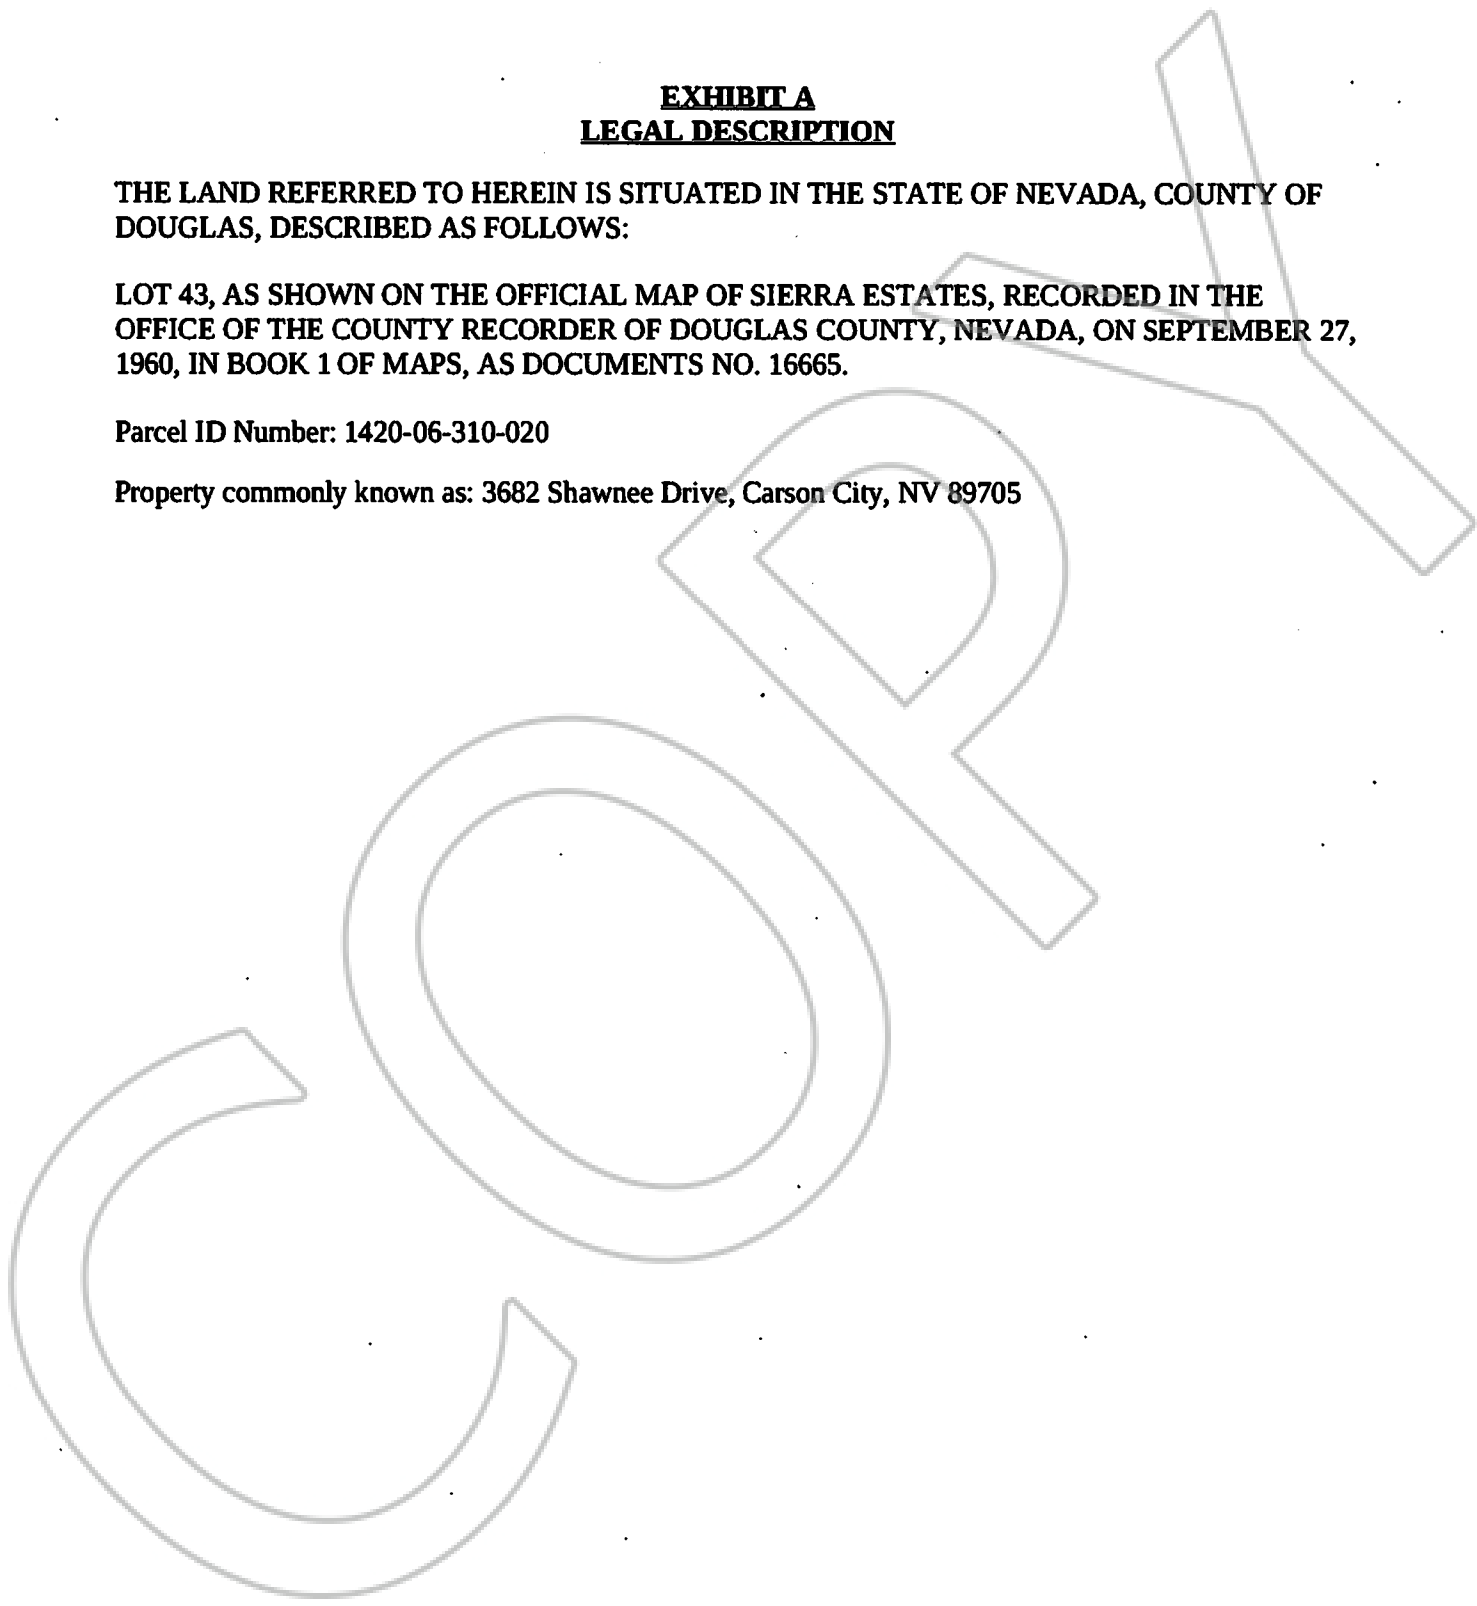 EXHIBIT A
LEGAL DESCRIPTION
THE LAND REFERRED TO HEREIN IS SITUATED IN THE STATE OF NEVADA, COUNTY OF
DOUGLAS, DESCRIBED AS FOLLOWS:
LOT 43, AS SHOWN ON THE OFFICIAL MAP OF SIERRA ESTATES, RECORDED IN THE
OFFICE OF THE COUNTY RECORDER OF DOUGLAS COUNTY, NEVADA, ON SEPTEMBER 27,
1960, IN BOOK 1 OF MAPS, AS DOCUMENTS NO. 16665.
Parcel ID Number: 1420-06-310-020
Property commonly known as: 3682 Shawnee Drive, Carson City, NV 89705
COPY